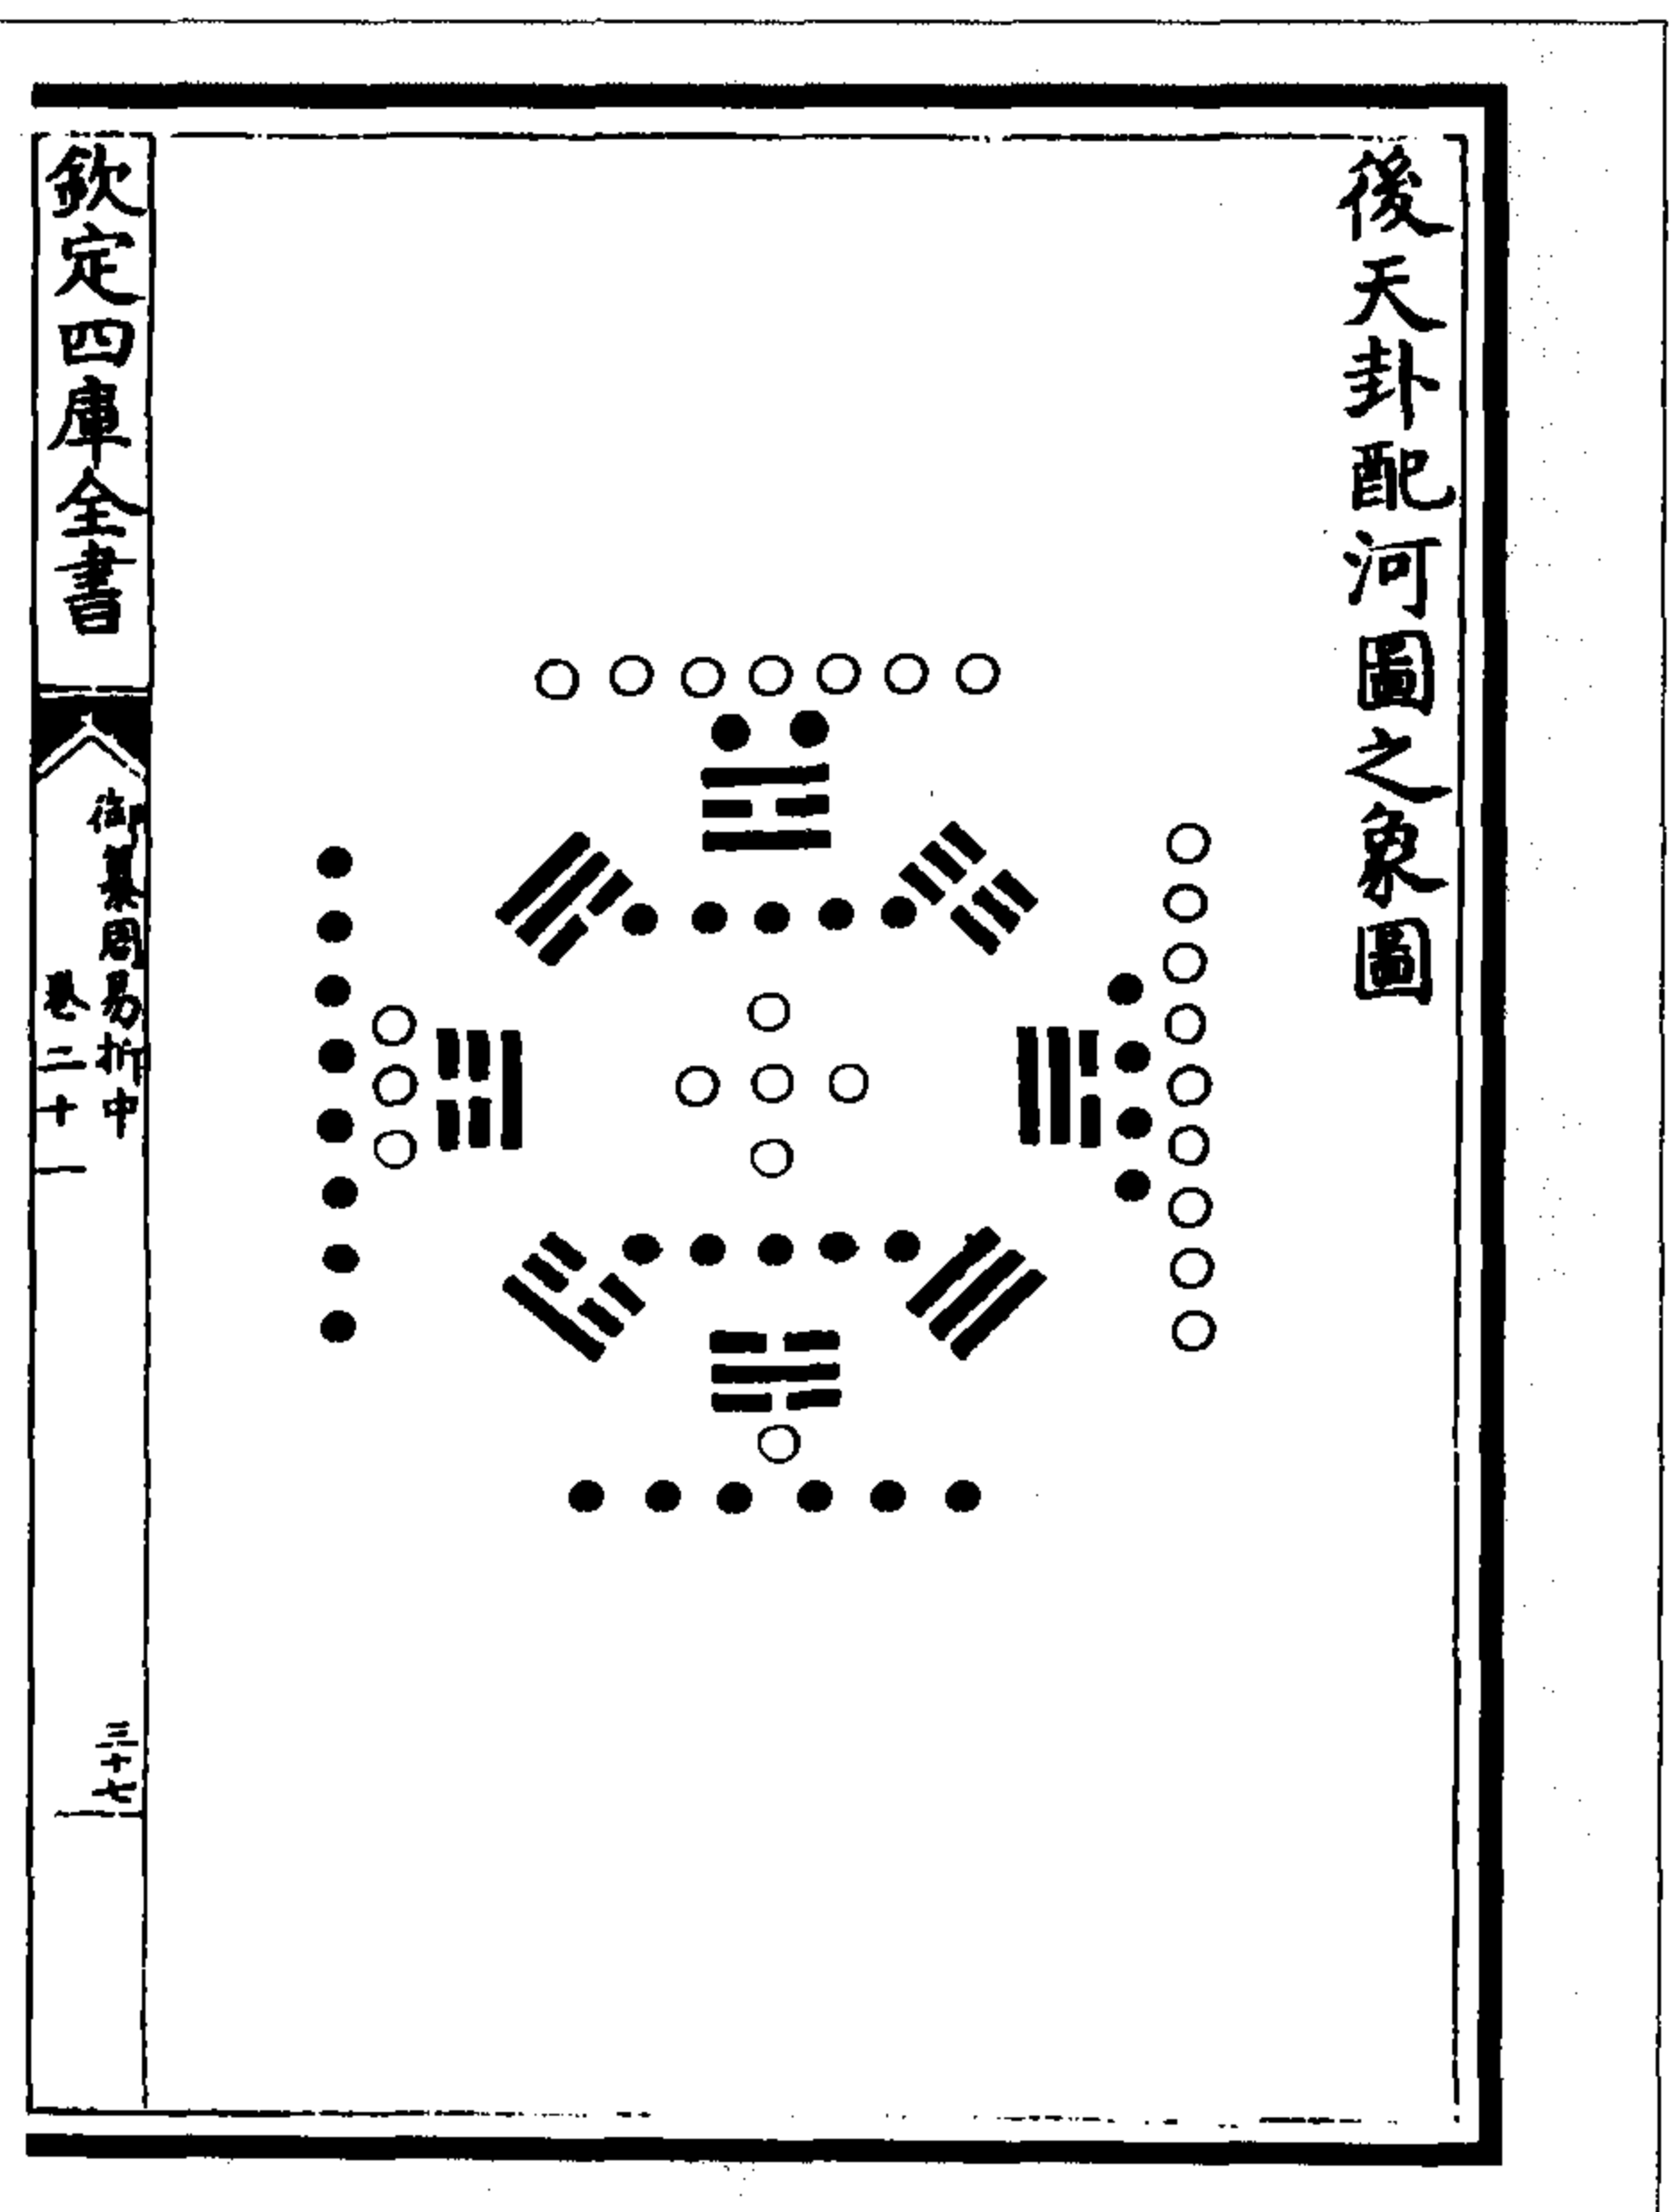 後天卦配河圖之象圖
欽定四庫全書
御纂周易折中
卷二十一
三十七